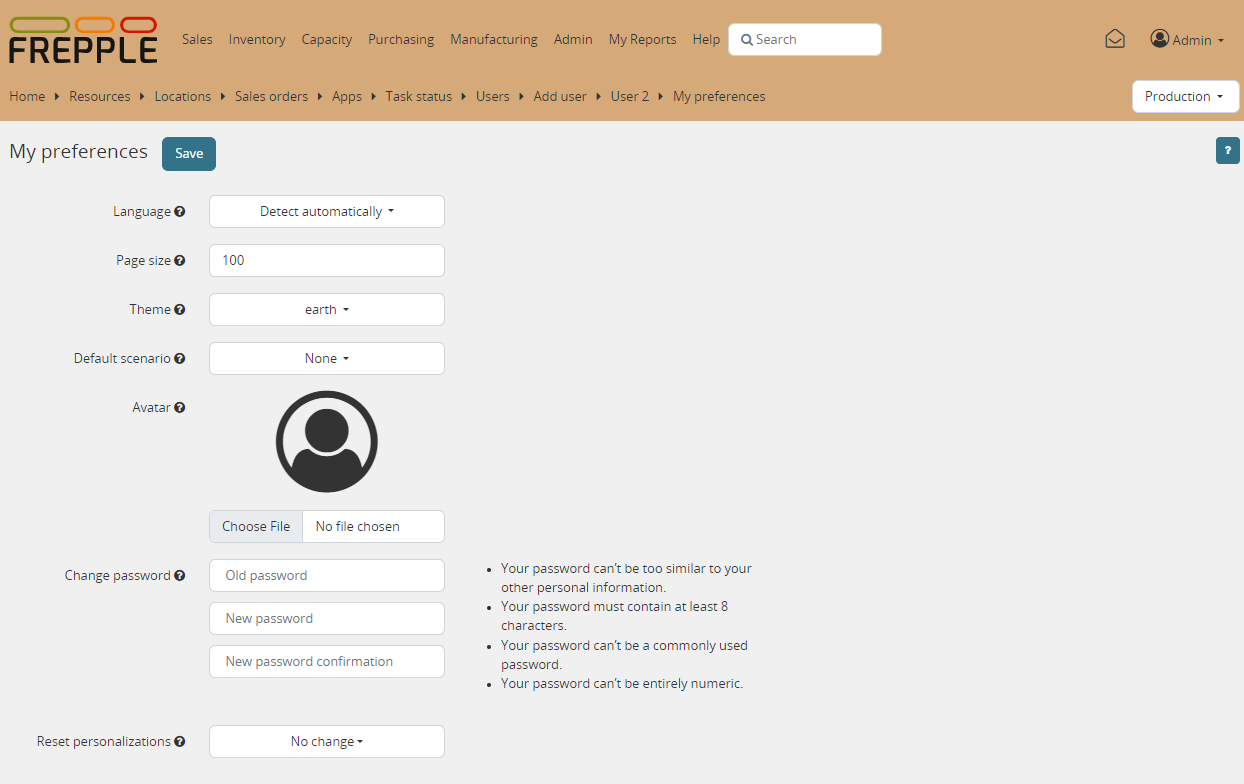 FREPPLE
Sales Inventory Capacity Purchasing Manufacturing Admin My Reports Help Search Admin
Home Resources Locations Sales orders Apps Task status Users Add user User 2 My preferences Production
My preferences Save ?
Language ? Detect automatically
Page size ? 100
Theme ? earth
Default scenario ? None
Avatar ?
Choose File No file chosen
Change password ? Old password
New password
New password confirmation
• Your password can't be too similar to your
other personal information.
• Your password must contain at least 8
characters.
• Your password can't be a commonly used
password.
• Your password can't be entirely numeric.
Reset personalizations ? No change